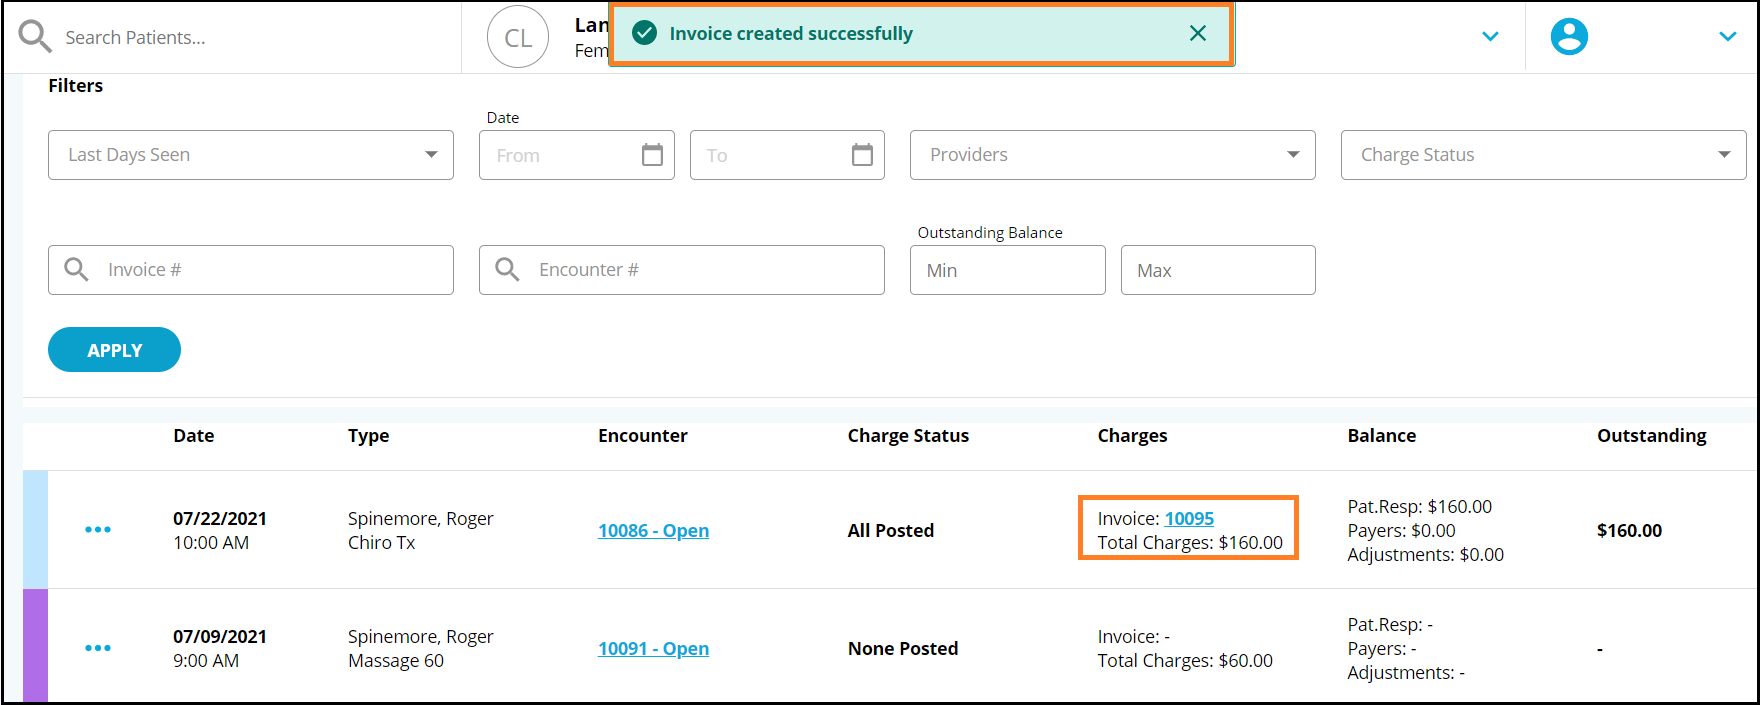 Search Patients...
CL
Lan
Fem
Invoice created successfully
Filters
Date
Last Days Seen
From
To
Providers
Charge Status
Outstanding Balance
Invoice #
Encounter #
Min
Max
APPLY
Date Type Encounter Charge Status Charges Balance Outstanding
07/22/2021
10:00 AM
Spinemore, Roger
Chiro Tx
10086 - Open
All Posted
Invoice: 10095
Total Charges: $160.00
Pat.Resp: $160.00
Payers: $0.00
Adjustments: $0.00
$160.00
07/09/2021
9:00 AM
Spinemore, Roger
Massage 60
10091 - Open
None Posted
Invoice: -
Total Charges: $60.00
Pat.Resp: -
Payers: -
Adjustments: -
-